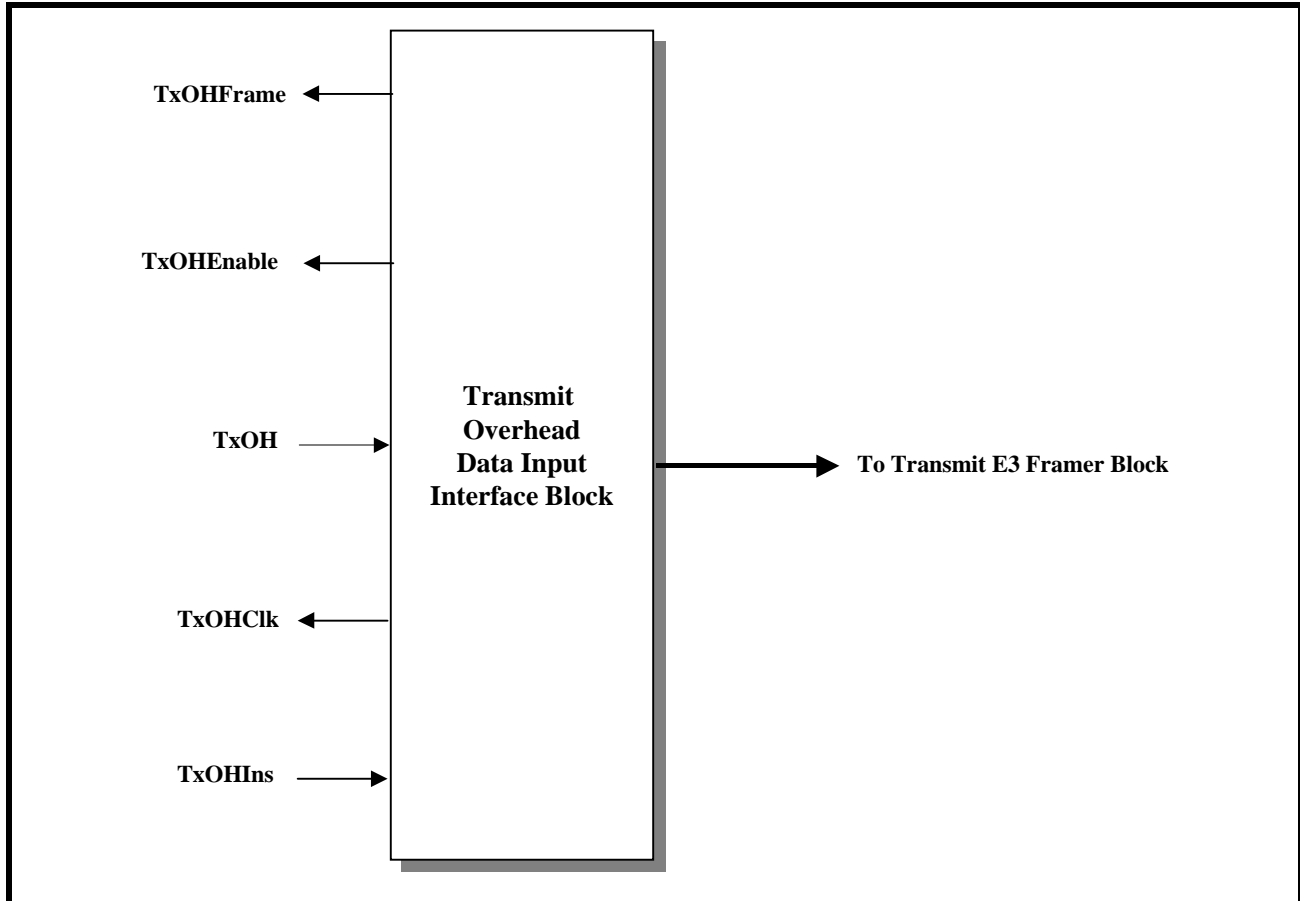 TxOHFrame
TxOHEnable
TxOH
TxOHClk
TxOHIns
Transmit
Overhead
Data Input
Interface Block
To Transmit E3 Framer Block